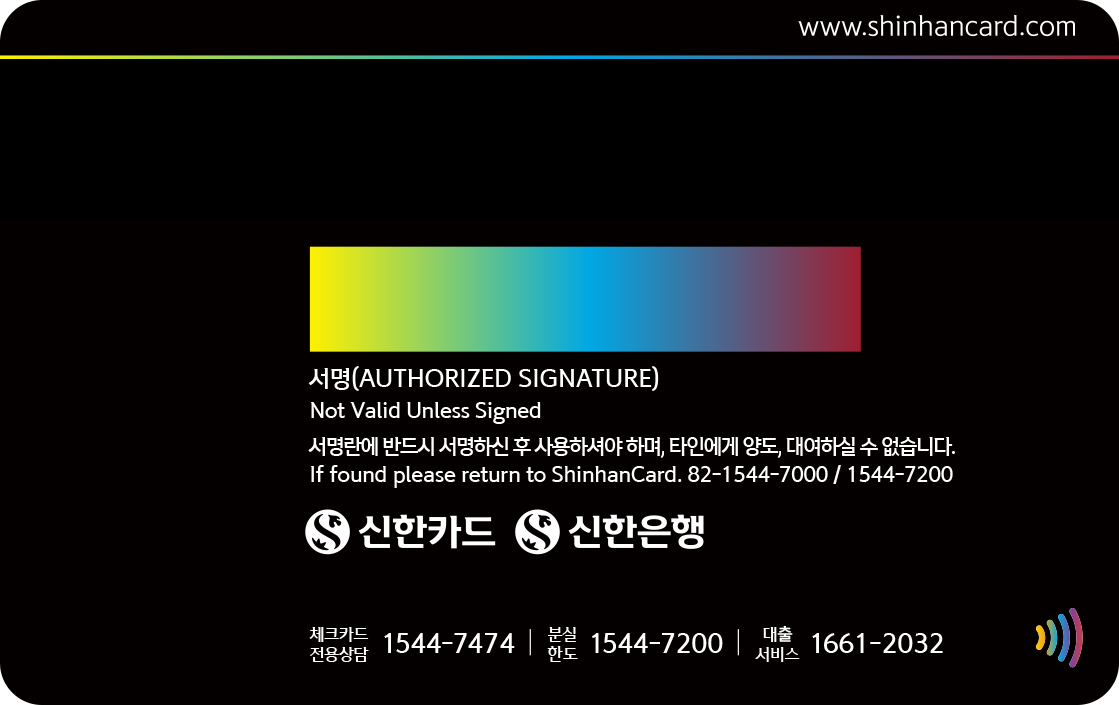 www.shinhancard.com
서명(AUTHORIZED SIGNATURE)
Not Valid Unless Signed
서명란에 반드시 서명하신 후 사용하셔야 하며, 타인에게 양도, 대여하실 수 없습니다.
If found please return to ShinhanCard. 82-1544-7000 / 1544-7200
신한카드 신한은행
체크카드 전용상담 1544-7474 | 분실 한도 1544-7200 | 대출 서비스 1661-2032